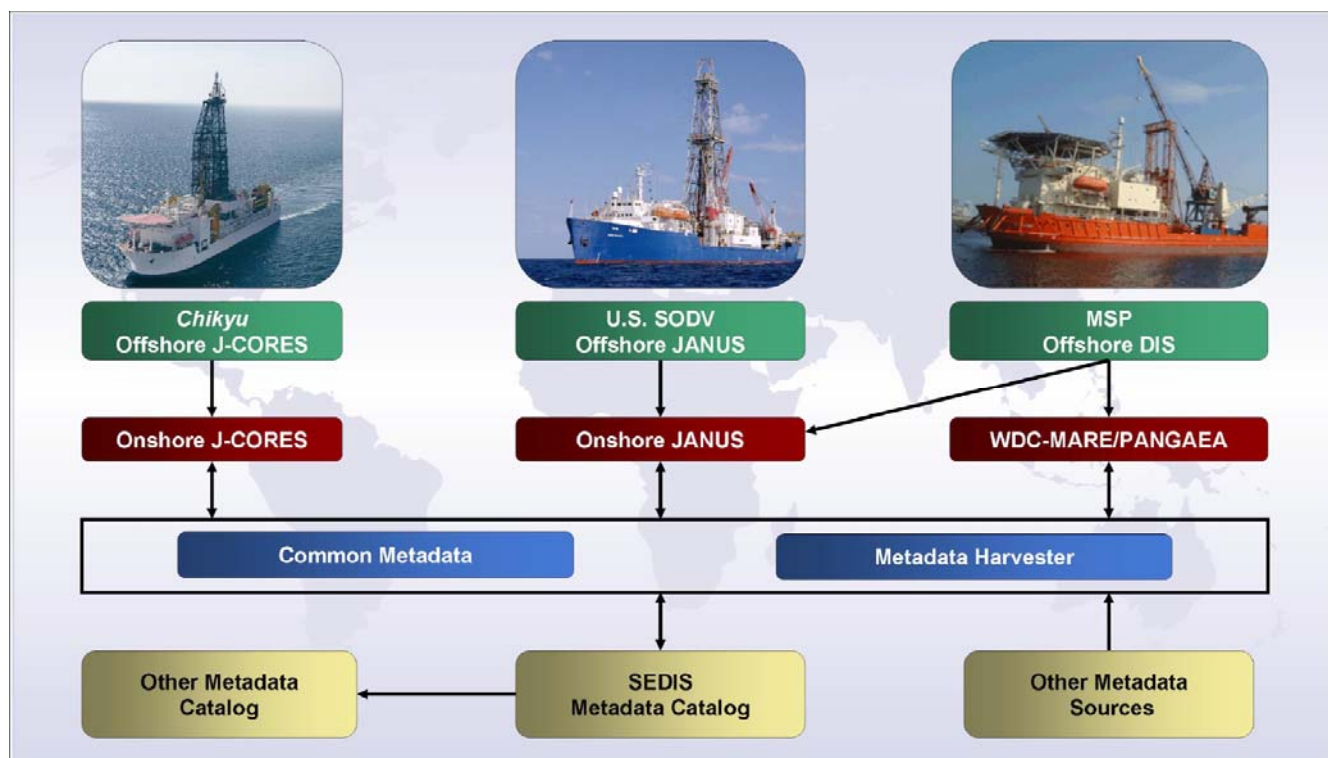 Chikyu
Offshore J-CORES
U.S. SODV
Offshore JANUS
MSP
Offshore DIS
Onshore J-CORES
Onshore JANUS
WDC-MARE/PANGAEA
Common Metadata
Metadata Harvester
Other Metadata
Catalog
SEDIS
Metadata Catalog
Other Metadata
Sources